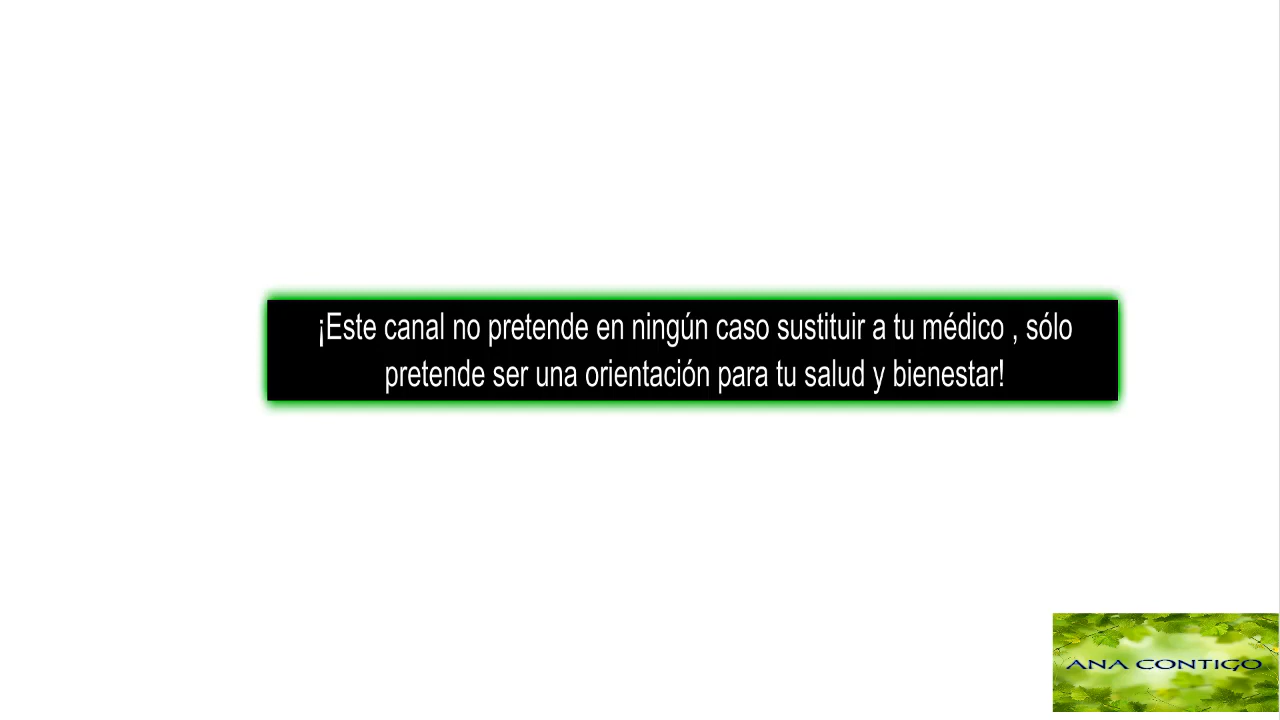 ¡Este canal no pretende en ningún caso sustituir a tu médico , sólo
pretende ser una orientación para tu salud y bienestar!
ANA CONTIGO